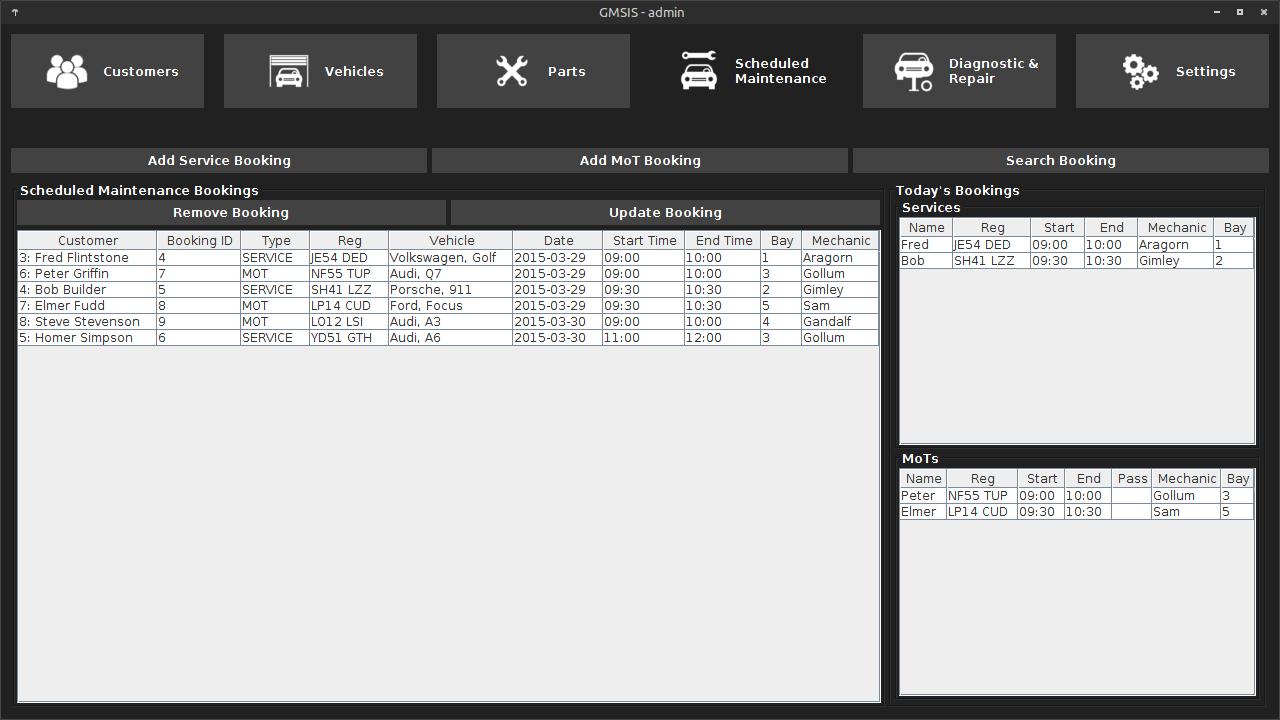 GMSIS - admin
Customers
Vehicles
Parts
Scheduled
Maintenance
Diagnostic &
Repair
Settings
Add Service Booking
Add MoT Booking
Search Booking
Scheduled Maintenance Bookings
Remove Booking
Update Booking
Customer Booking ID Type Reg Vehicle Date Start Time End Time Bay Mechanic
3: Fred Flintstone 4 SERVICE JE54 DED Volkswagen, Golf 2015-03-29 09:00 10:00 1 Aragorn
6: Peter Griffin 7 MOT NF55 TUP Audi, Q7 2015-03-29 09:00 10:00 3 Gollum
4: Bob Builder 5 SERVICE SH41 LZZ Porsche, 911 2015-03-29 09:30 10:30 2 Gimley
7: Elmer Fudd 8 MOT LP14 CUD Ford, Focus 2015-03-29 09:30 10:30 5 Sam
8: Steve Stevenson 9 MOT LO12 LSI Audi, A3 2015-03-30 09:00 10:00 4 Gandalf
5: Homer Simpson 6 SERVICE YD51 GTH Audi, A6 2015-03-30 11:00 12:00 3 Gollum
Today's Bookings
Services
Name Reg Start End Mechanic Bay
Fred JE54 DED 09:00 10:00 Aragorn 1
Bob SH41 LZZ 09:30 10:30 Gimley 2
MoTs
Name Reg Start End Pass Mechanic Bay
Peter NF55 TUP 09:00 10:00 Gollum 3
Elmer LP14 CUD 09:30 10:30 Sam 5